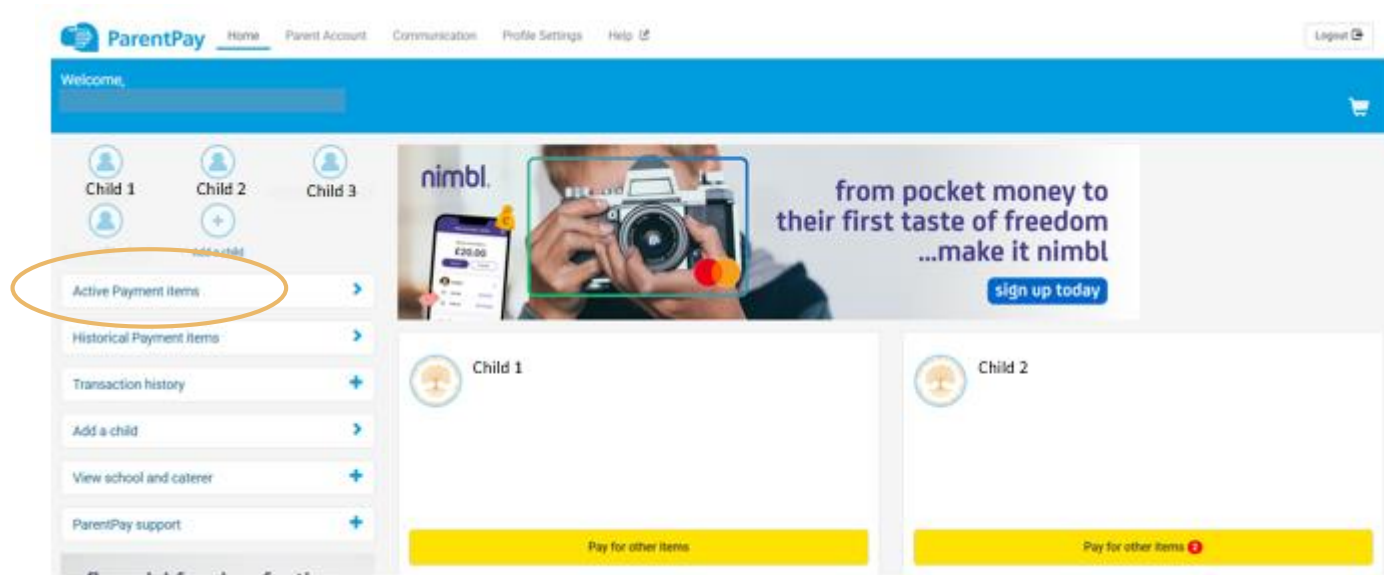 ParentPay Home Parent Account Communication Profile Settings Help
Logout
Welcome,
Child 1 Child 2 Child 3
Add a child
Active Payment items
Historical Payment items
Transaction history
Add a child
View school and caterer
ParentPay support
nimbl.
£20.00
from pocket money to
their first taste of freedom
...make it nimbl
sign up today
Child 1
Pay for other items
Child 2
Pay for other items